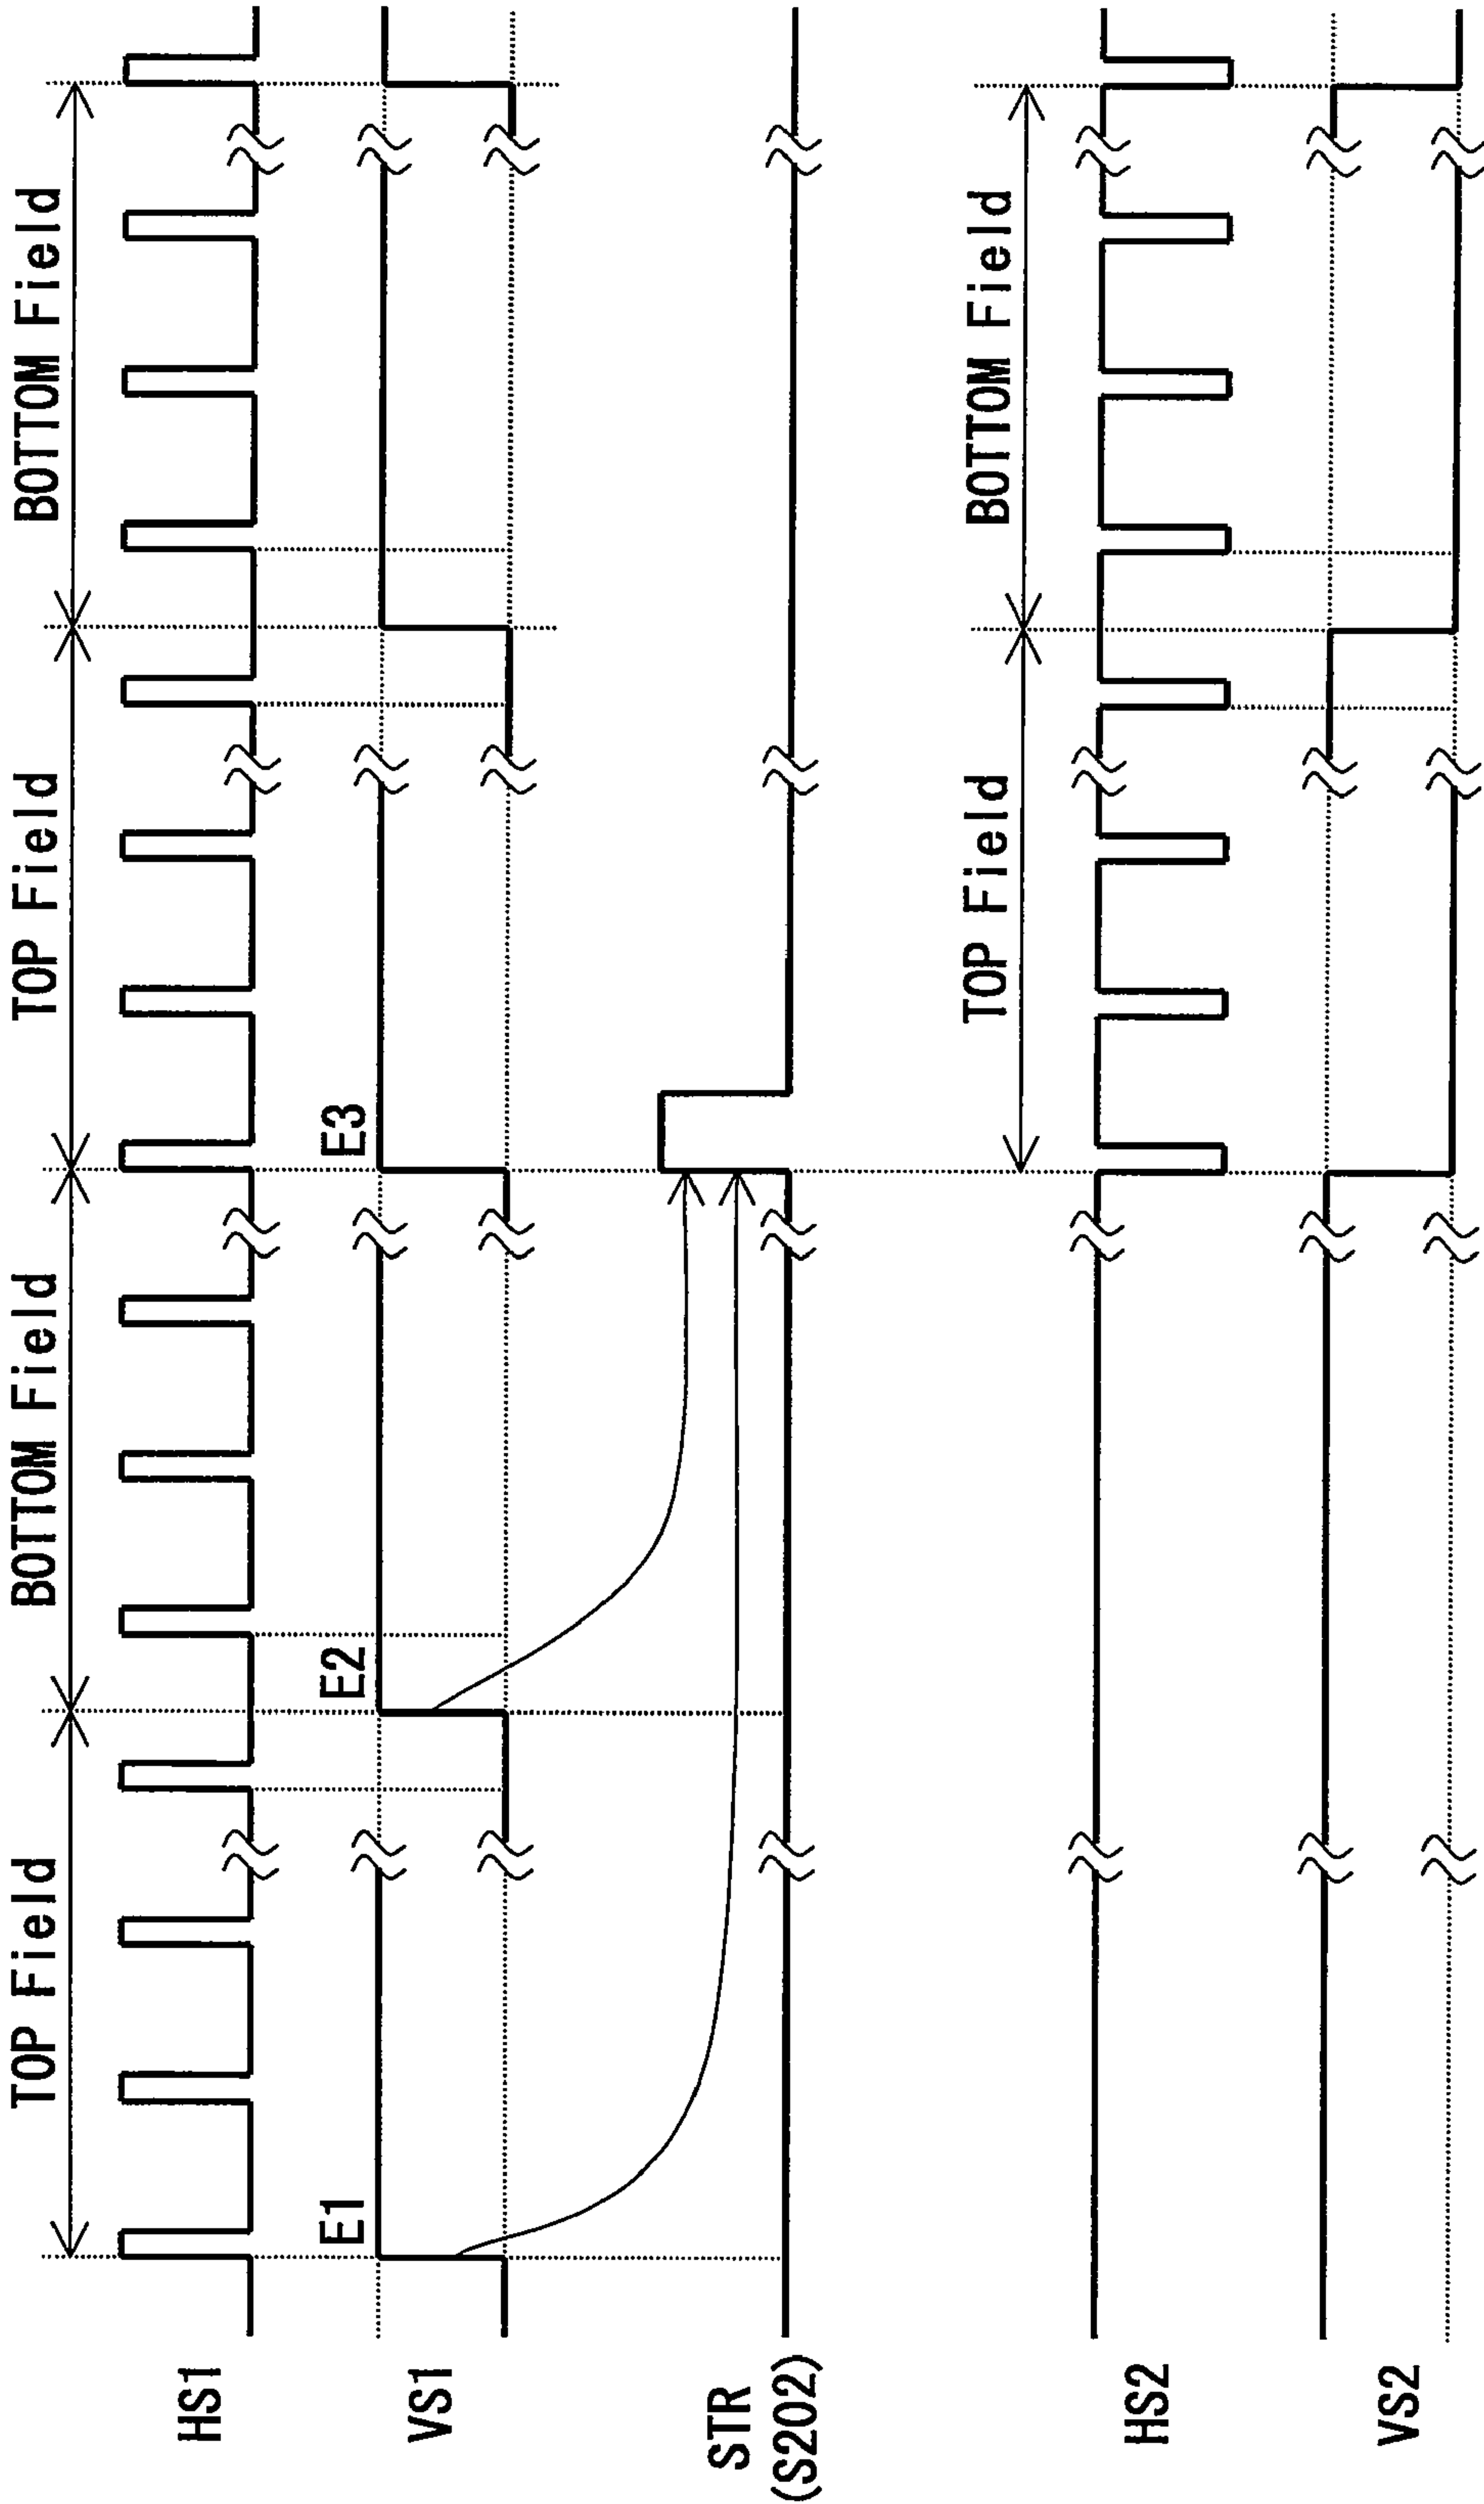 TOP Field
BOTTOM Field
TOP Field
BOTTOM Field
HS1
E1
E2
E3
VS1
STR
(S202)
TOP Field
BOTTOM Field
HS2
VS2